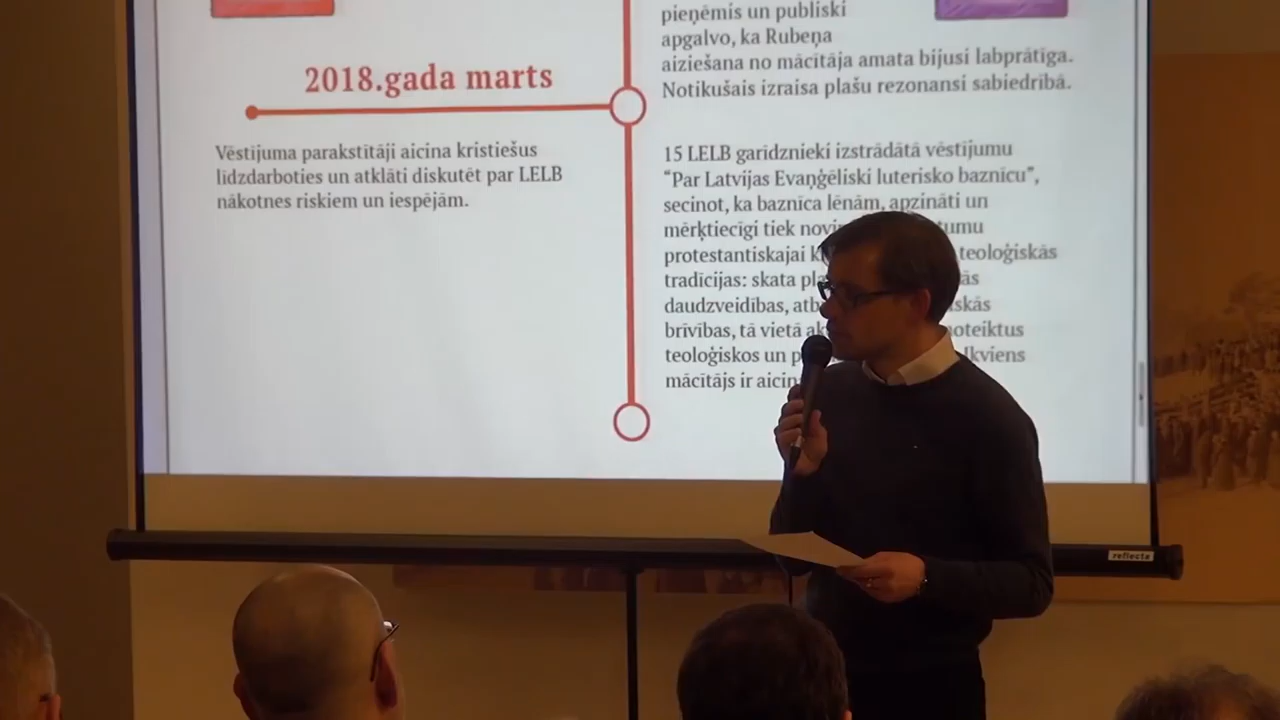 pieņēmis un publiski
apgalvo, ka Rubeņa
aiziešana no mācītāja amata bijusi labprātīga.
Notikušais izraisa plašu rezonansi sabiedrībā.
2018.gada marts
Vēstījuma parakstītāji aicina kristiešus
līdzdarboties un atklāti diskutēt par LELB
nākotnes riskiem un iespējām.
15 LELB garīdznieki izstrādātā vēstījumu
“Par Latvijas Evaņģēliski luterisko baznīcu”,
secinot, ka baznīca lēnām, apzināti un
mērķtiecīgi tiek
protestantiskajai teoloģiskās
tradīcijas: skata
daudzveidības,
brīvības, tā vietā
teoloģiskos un
mācītājs ir
reflecta